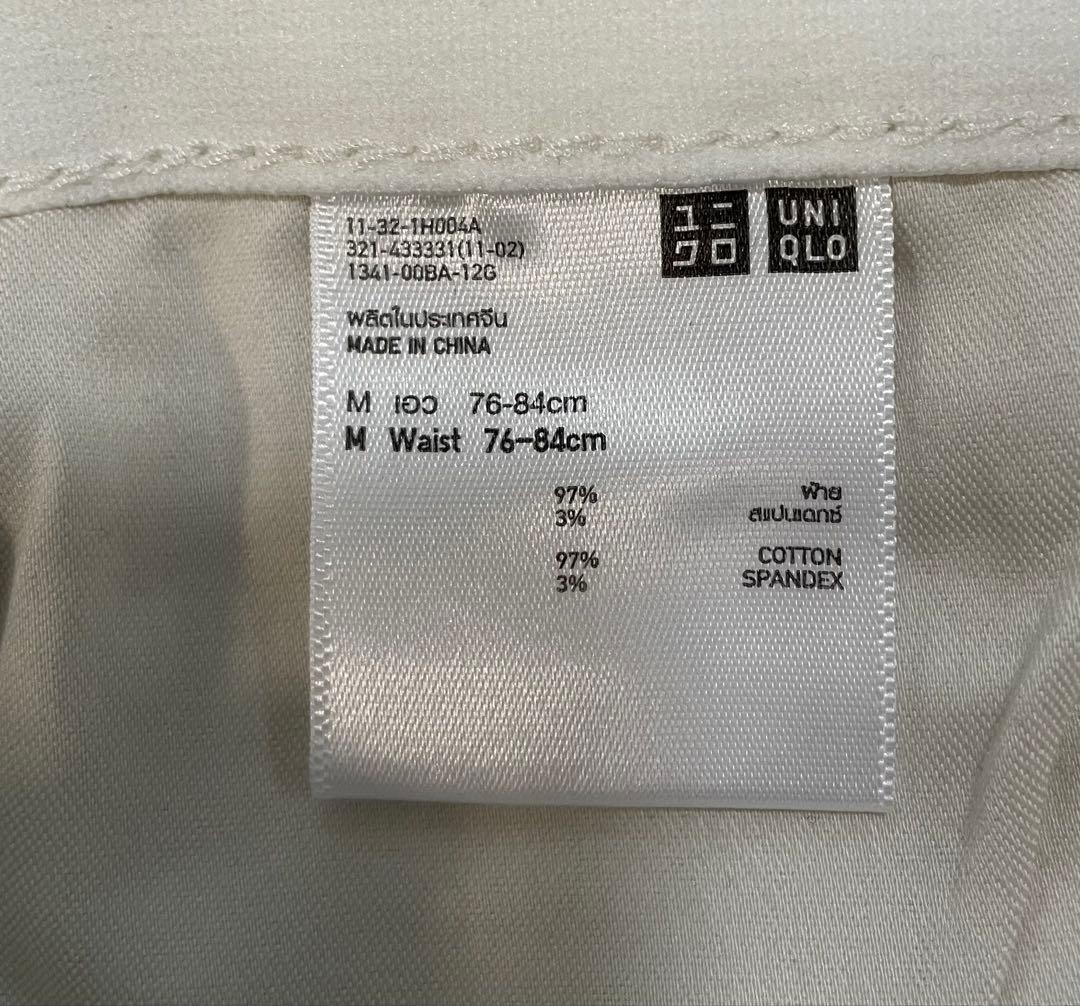 11-32-1H004A
321-433331(11-02)
1341-00BA-12G
ユニ
クロ
UNI
QLO
ผลิตในประเทศจีน
MADE IN CHINA
M เอว 76-84cm
M Waist 76-84cm
97% ฝ้าย
3% สแปนเดกซ์
97% COTTON
3% SPANDEX